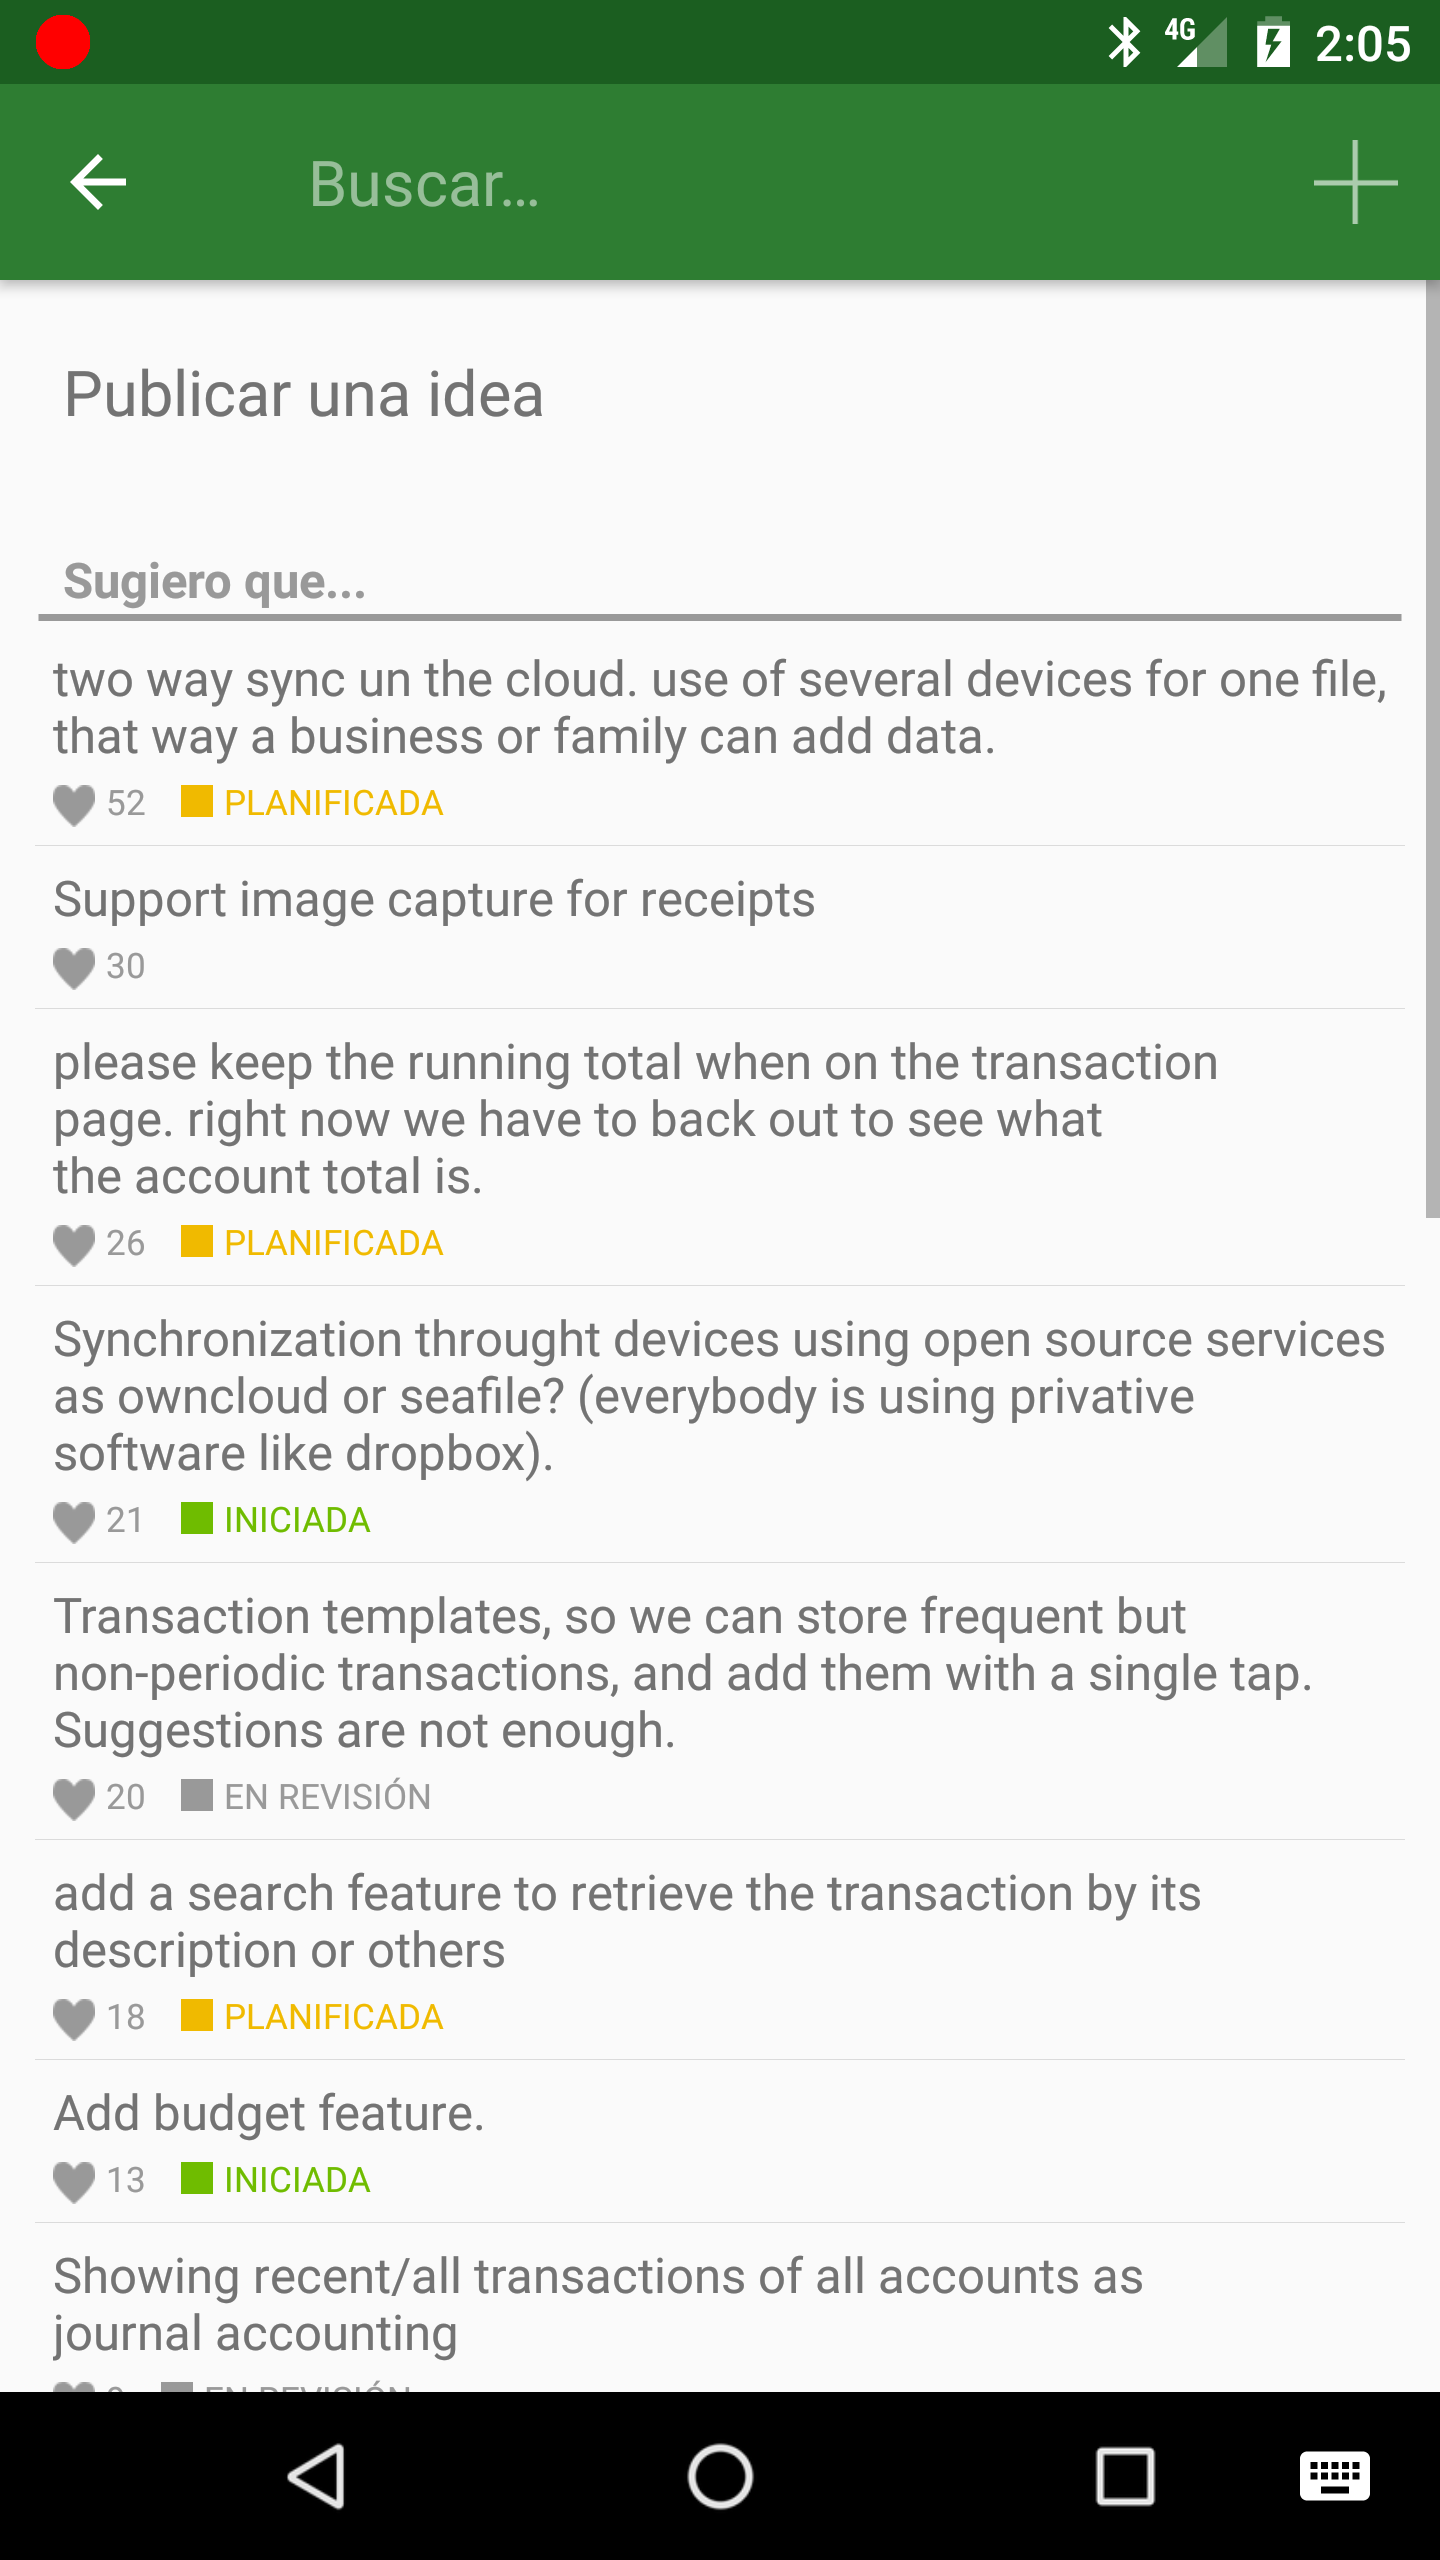 4G 2:05
Buscar...
Publicar una idea
Sugiero que...
two way sync un the cloud. use of several devices for one file,
that way a business or family can add data.
52 PLANIFICADA
Support image capture for receipts
30
please keep the running total when on the transaction
page. right now we have to back out to see what
the account total is.
26 PLANIFICADA
Synchronization throught devices using open source services
as owncloud or seafile? (everybody is using privative
software like dropbox).
21 INICIADA
Transaction templates, so we can store frequent but
non-periodic transactions, and add them with a single tap.
Suggestions are not enough.
20 EN REVISIÓN
add a search feature to retrieve the transaction by its
description or others
18 PLANIFICADA
Add budget feature.
13 INICIADA
Showing recent/all transactions of all accounts as
journal accounting
EN REVISIÓN